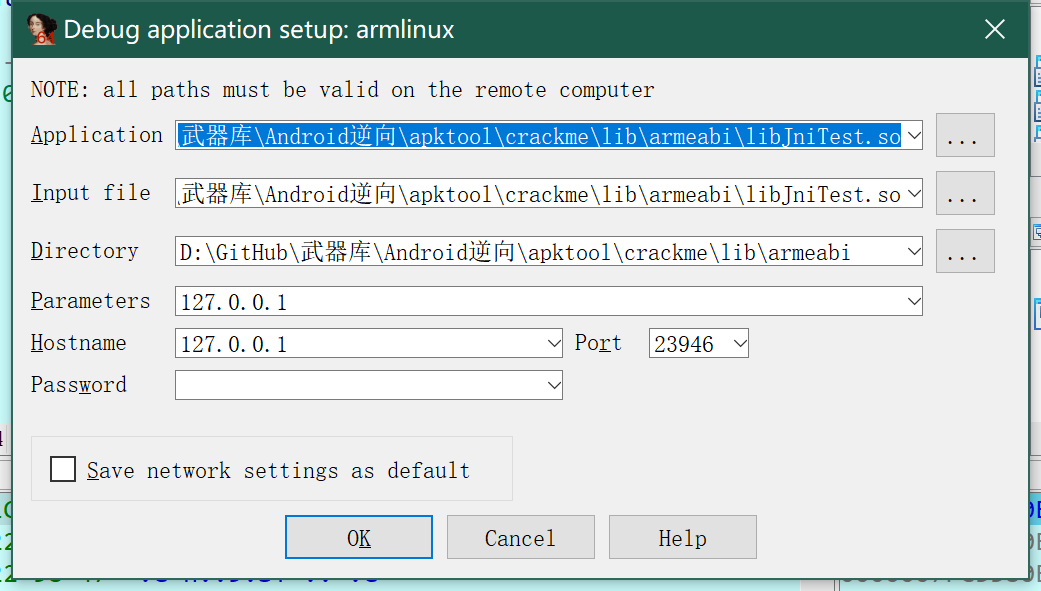 Debug application setup: armlinux
NOTE: all paths must be valid on the remote computer
Application 武器库\Android逆向\apktool\crackme\lib\armeabi\libJniTest.so ...
Input file \武器库\Android逆向\apktool\crackme\lib\armeabi\libJniTest.so ...
Directory D:\GitHub\武器库\Android逆向\apktool\crackme\lib\armeabi ...
Parameters 127.0.0.1
Hostname 127.0.0.1 Port 23946
Password
Save network settings as default
OK Cancel Help